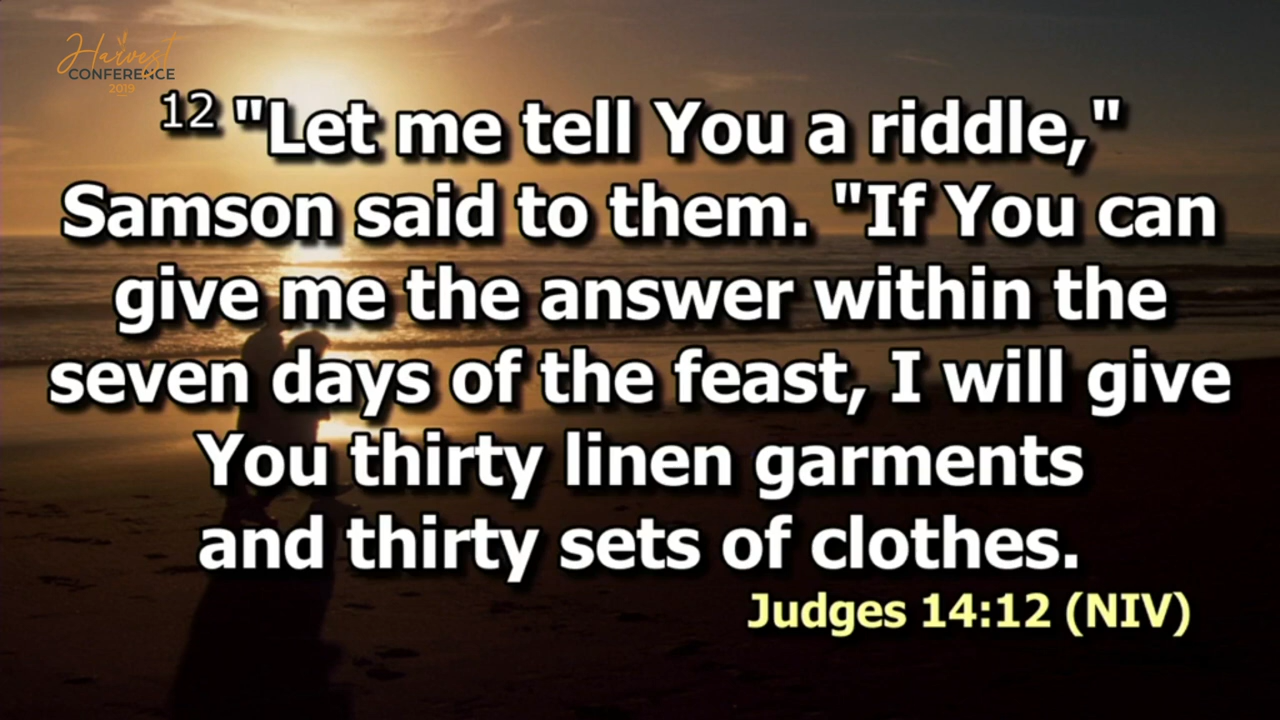 Harvest
CONFERENCE
2019
12 "Let me tell You a riddle,"
Samson said to them. "If You can
give me the answer within the
seven days of the feast, I will give
You thirty linen garments
and thirty sets of clothes.
Judges 14:12 (NIV)